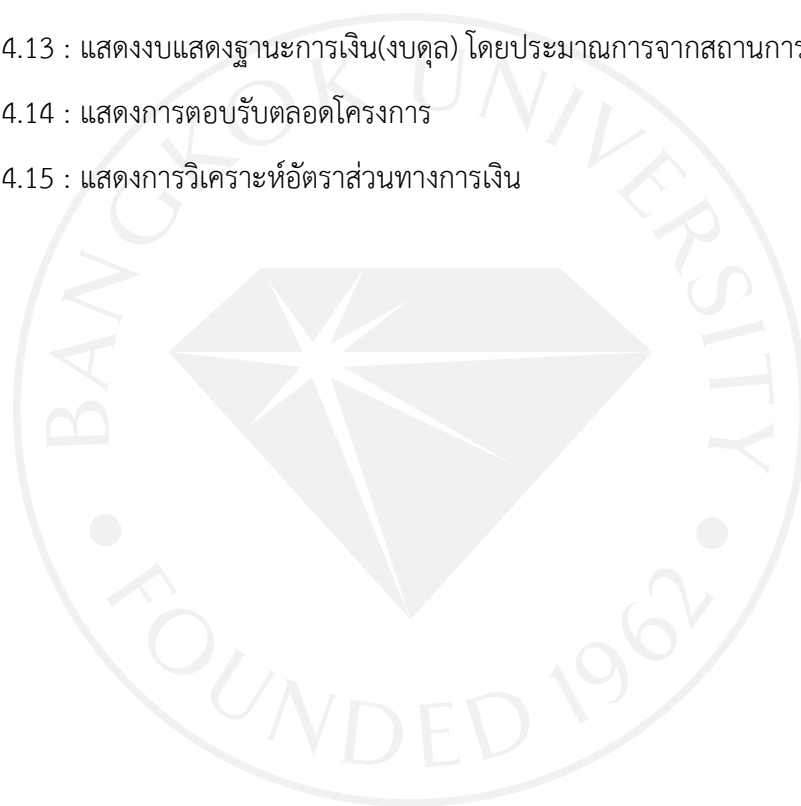 4.13 : แสดงงบแสดงฐานะการเงิน(งบดุล) โดยประมาณการจากสถานการ
4.14 : แสดงการตอบรับตลอดโครงการ
4.15 : แสดงการวิเคราะห์อัตราส่วนทางการเงิน
BANGKOK UNIVERSITY
FOUNDED 1962